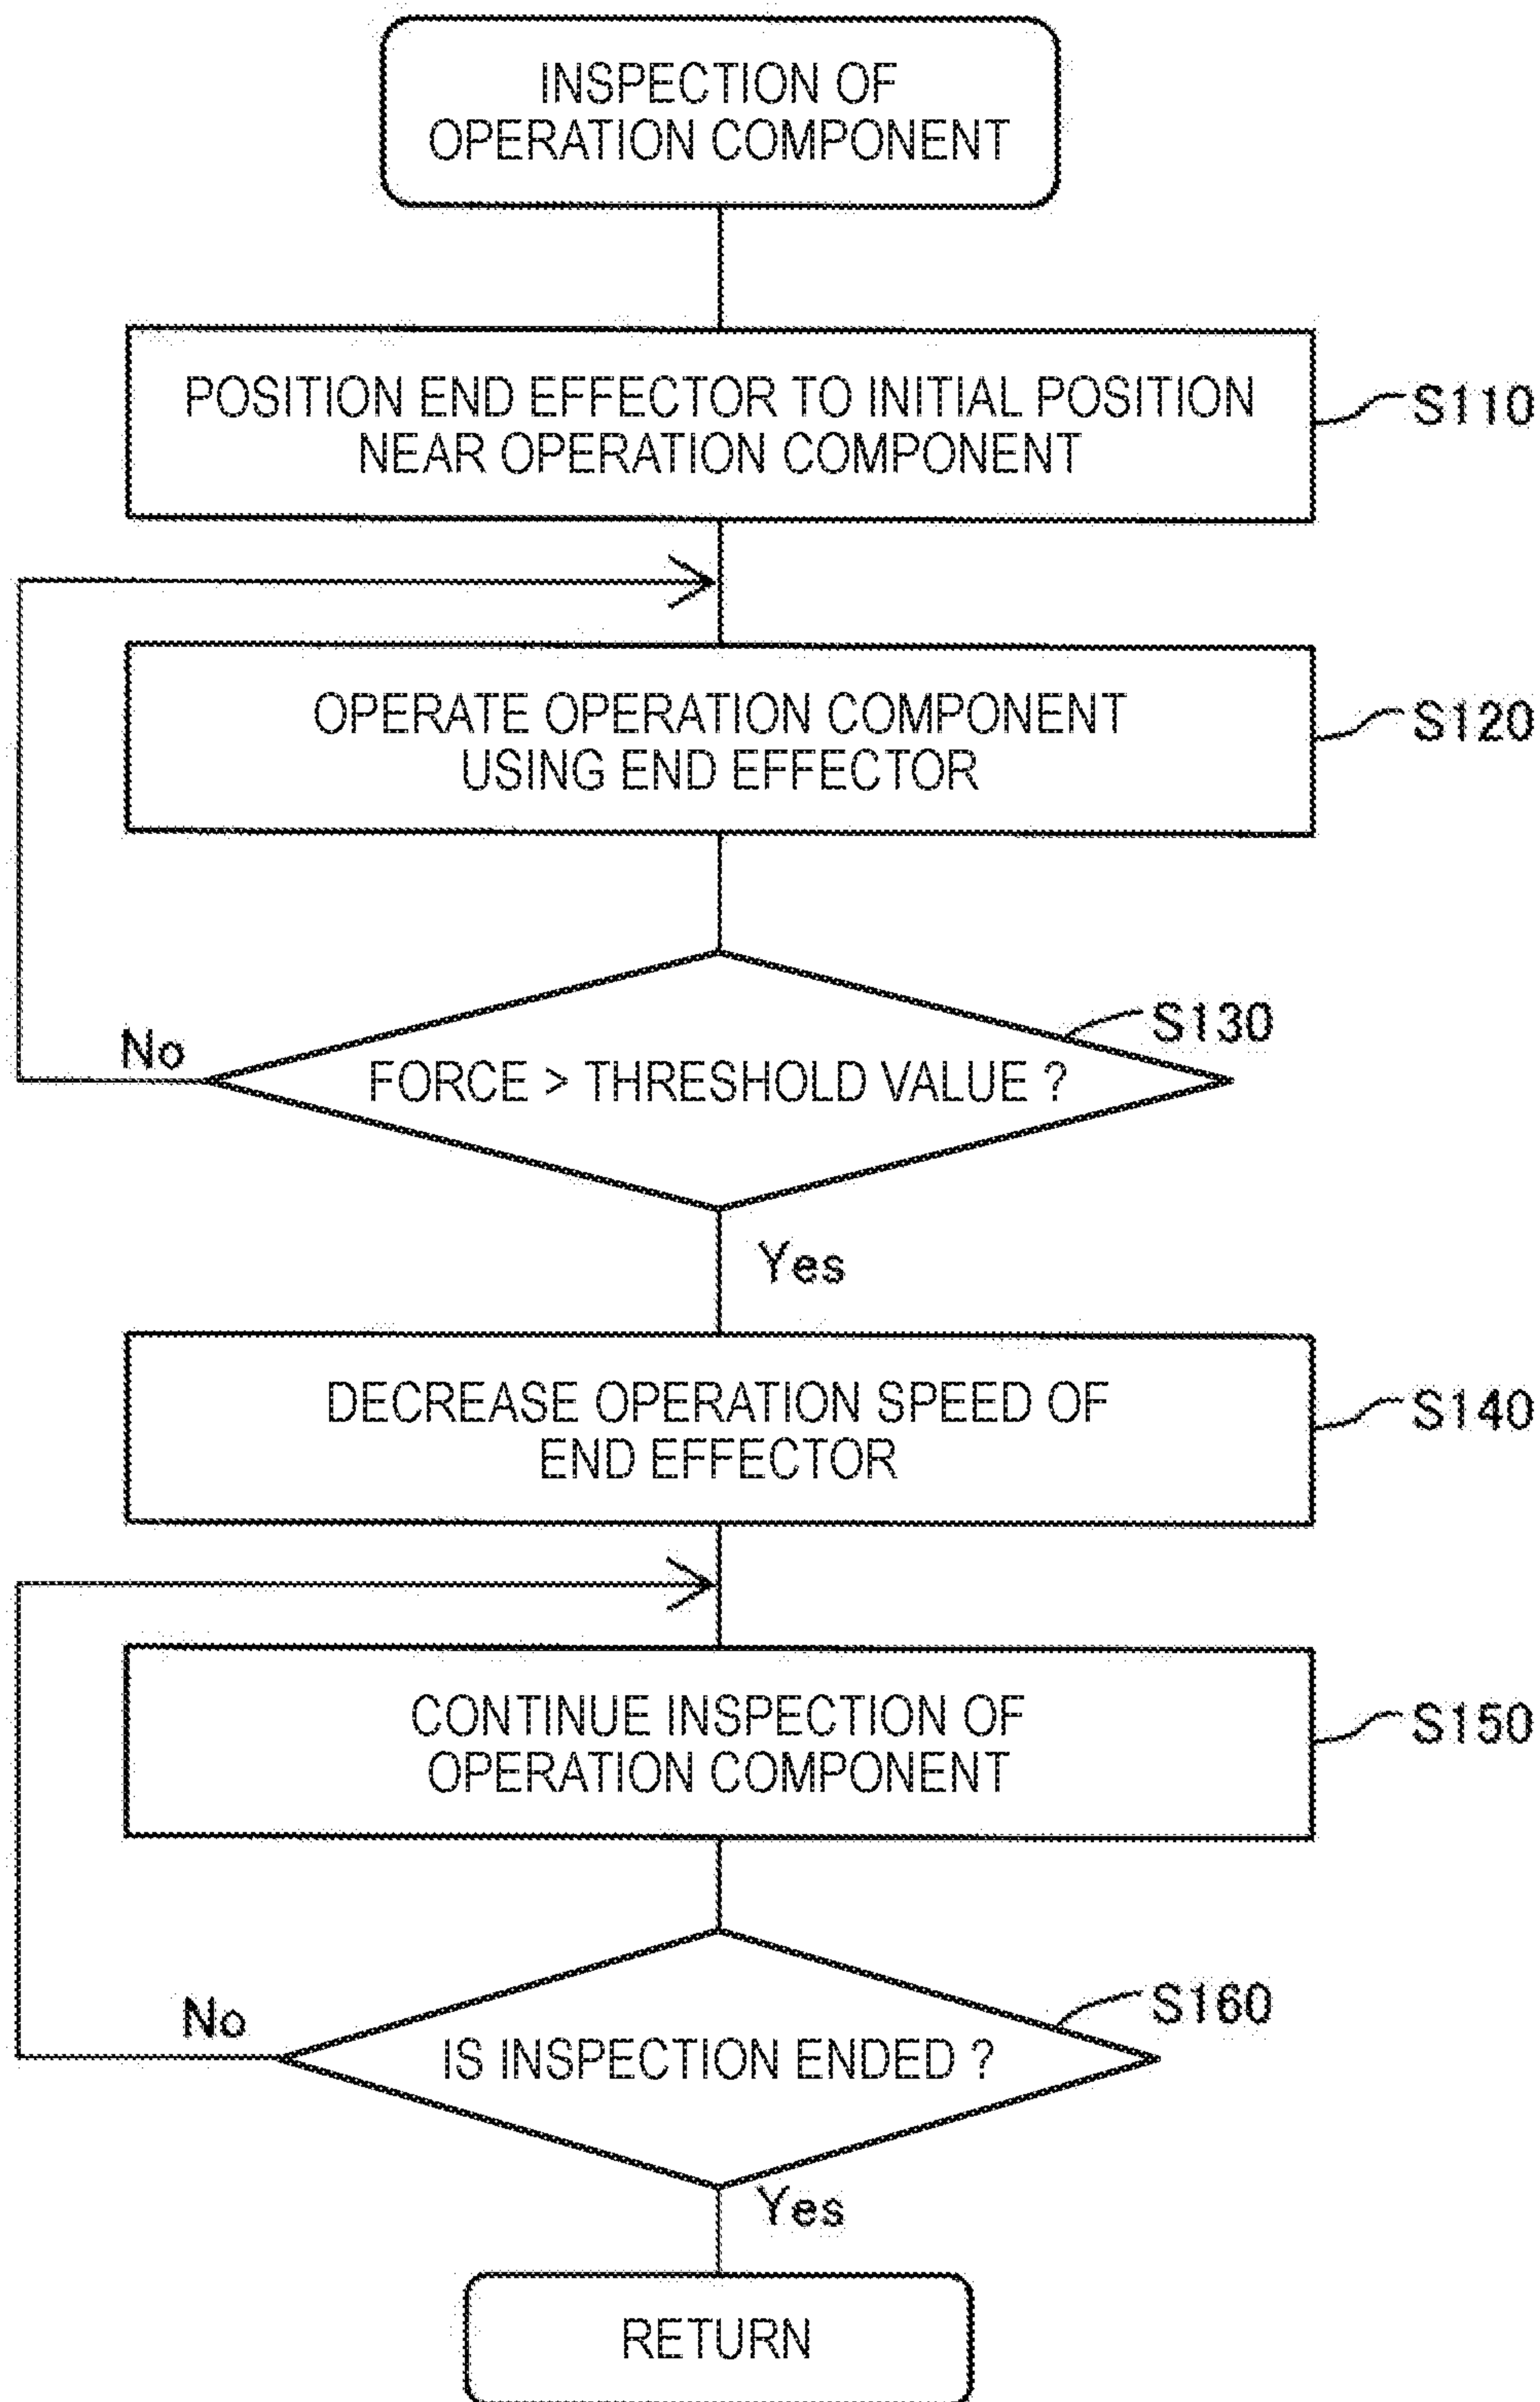 INSPECTION OF
OPERATION COMPONENT
POSITION END EFFECTOR TO INITIAL POSITION
NEAR OPERATION COMPONENT
S110
OPERATE OPERATION COMPONENT
USING END EFFECTOR
S120
S130
No
FORCE > THRESHOLD VALUE ?
Yes
DECREASE OPERATION SPEED OF
END EFFECTOR
S140
CONTINUE INSPECTION OF
OPERATION COMPONENT
S150
S160
No
IS INSPECTION ENDED ?
Yes
RETURN